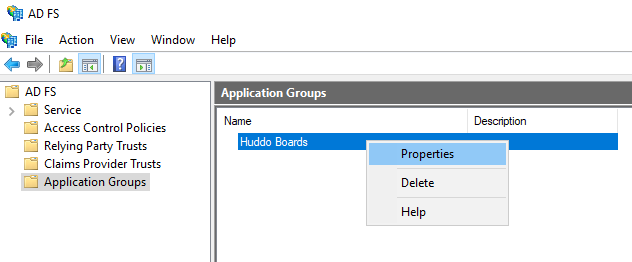 AD FS
File Action View Window Help
AD FS
Service
Access Control Policies
Relying Party Trusts
Claims Provider Trusts
Application Groups
Application Groups
Name Description
Huddo Boards
Properties
Delete
Help